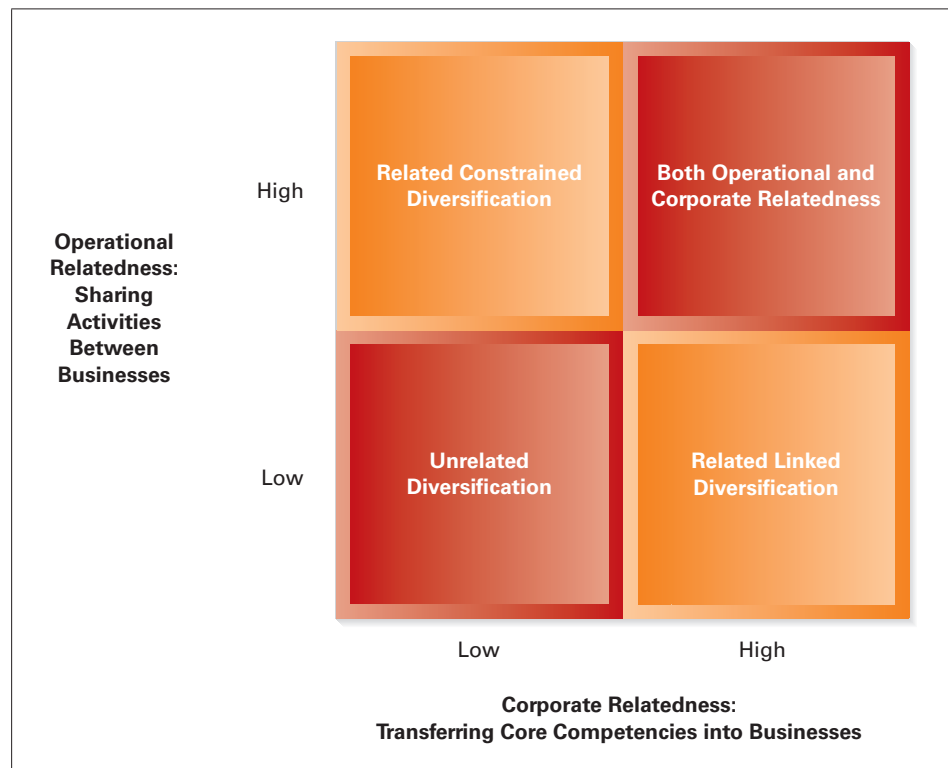 Related Constrained
Diversification
Both Operational and
Corporate Relatedness
High
Operational
Relatedness:
Sharing
Activities
Between
Businesses
Unrelated
Diversification
Related Linked
Diversification
Low
Low
High
Corporate Relatedness:
Transferring Core Competencies into Businesses